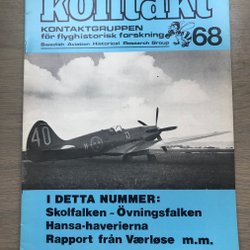 kontakt
KONTAKTGRUPPEN
för flyghistorisk forskning
Swedish Aviation Historical Research Group
68
40
I DETTA NUMMER:
Skolfalken - Övningsfalken
Hansa-haverierna
Rapport från Værløse m.m.